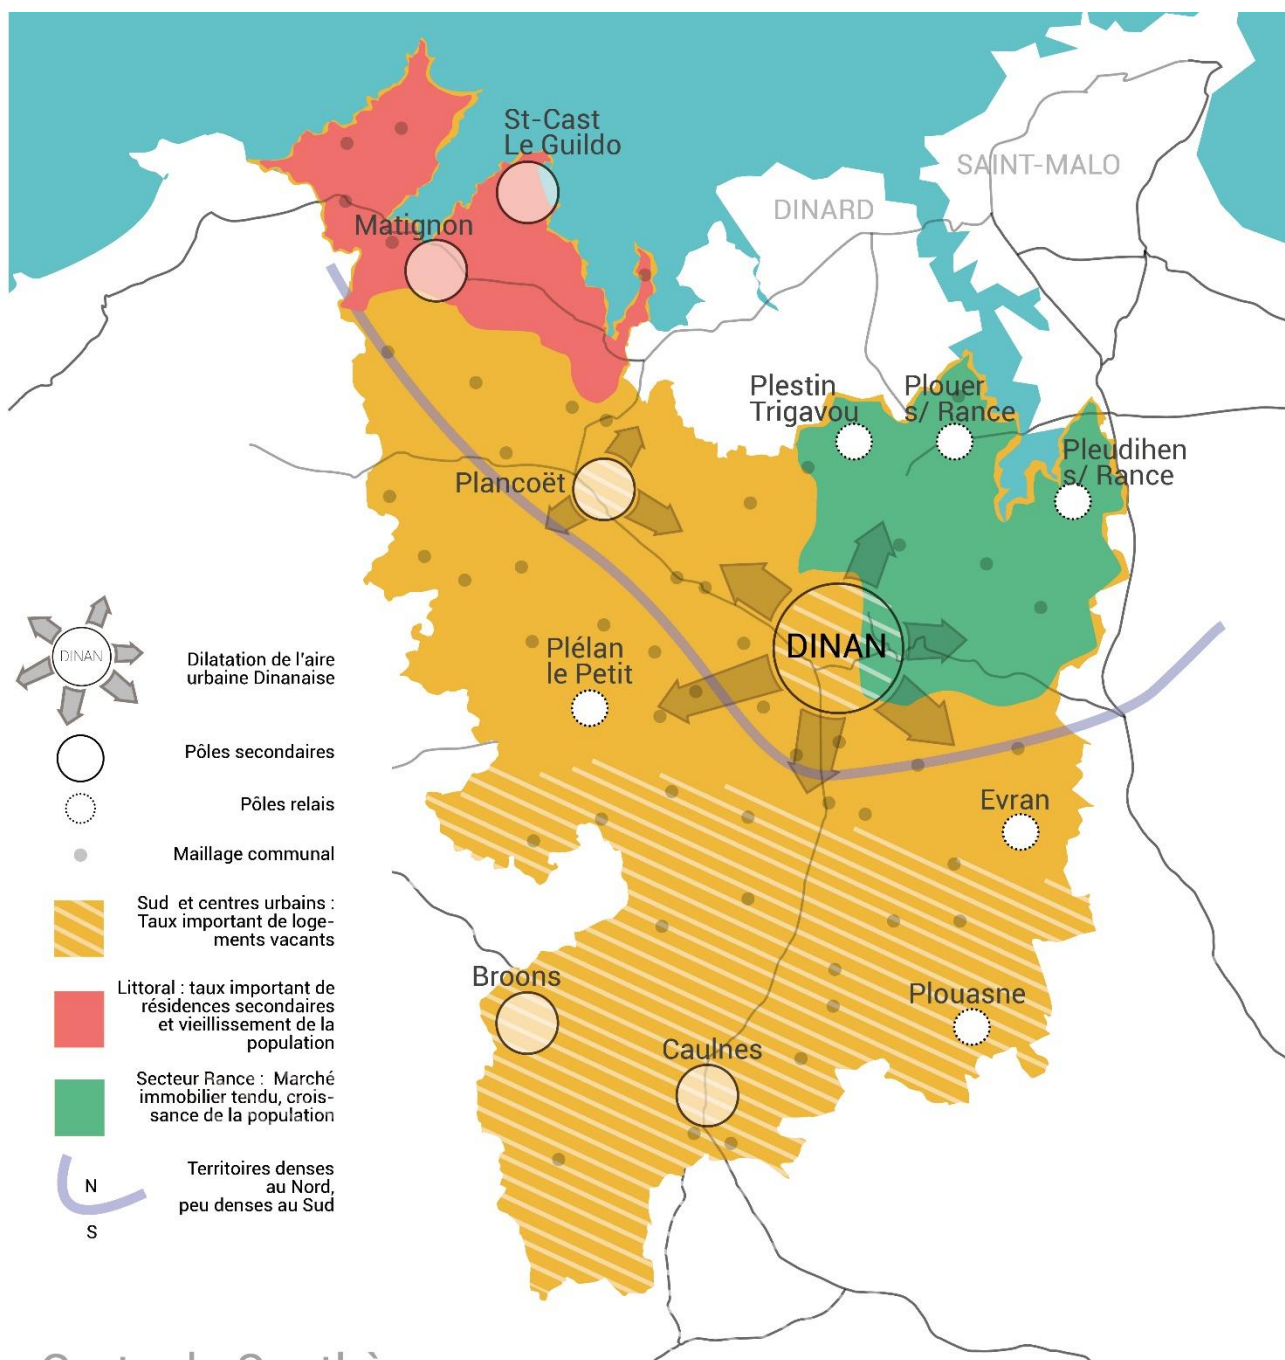 St-Cast
Le Guildo
SAINT-MALO
DINARD
Matignon
Plestin
Trigavou
Plouer
s/ Rance
Pleudihen
s/ Rance
Plancoët
DINAN
Plélan
le Petit
Evran
Broons
Plouasne
Caulnes
DINAN
Dilatation de l'aire
urbaine Dinanaise
Pôles secondaires
Pôles relais
Maillage communal
Sud et centres urbains :
Taux important de loge-
ments vacants
Littoral : taux important de
résidences secondaires
et vieillissement de la
population
Secteur Rance : Marché
immobilier tendu, crois-
sance de la population
Territoires denses
au Nord,
peu denses au Sud
N
S